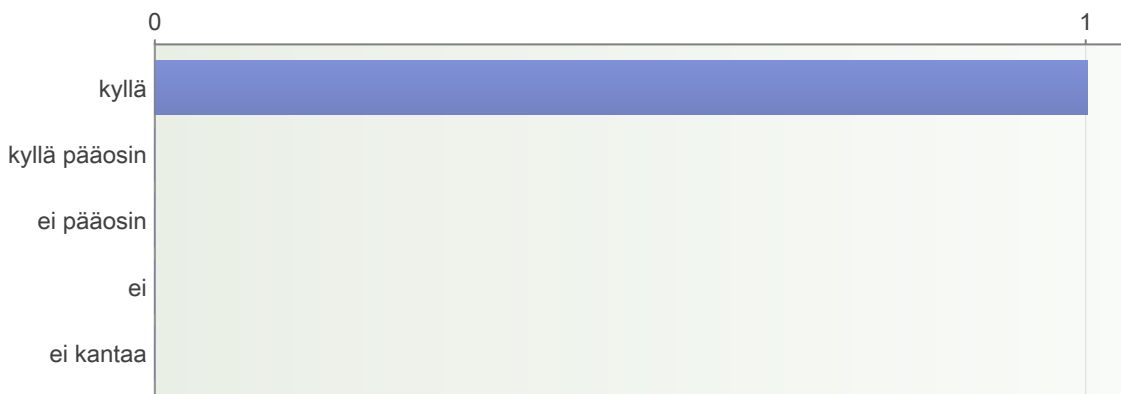 0 1
kyllä
kyllä pääosin
ei pääosin
ei
ei kantaa